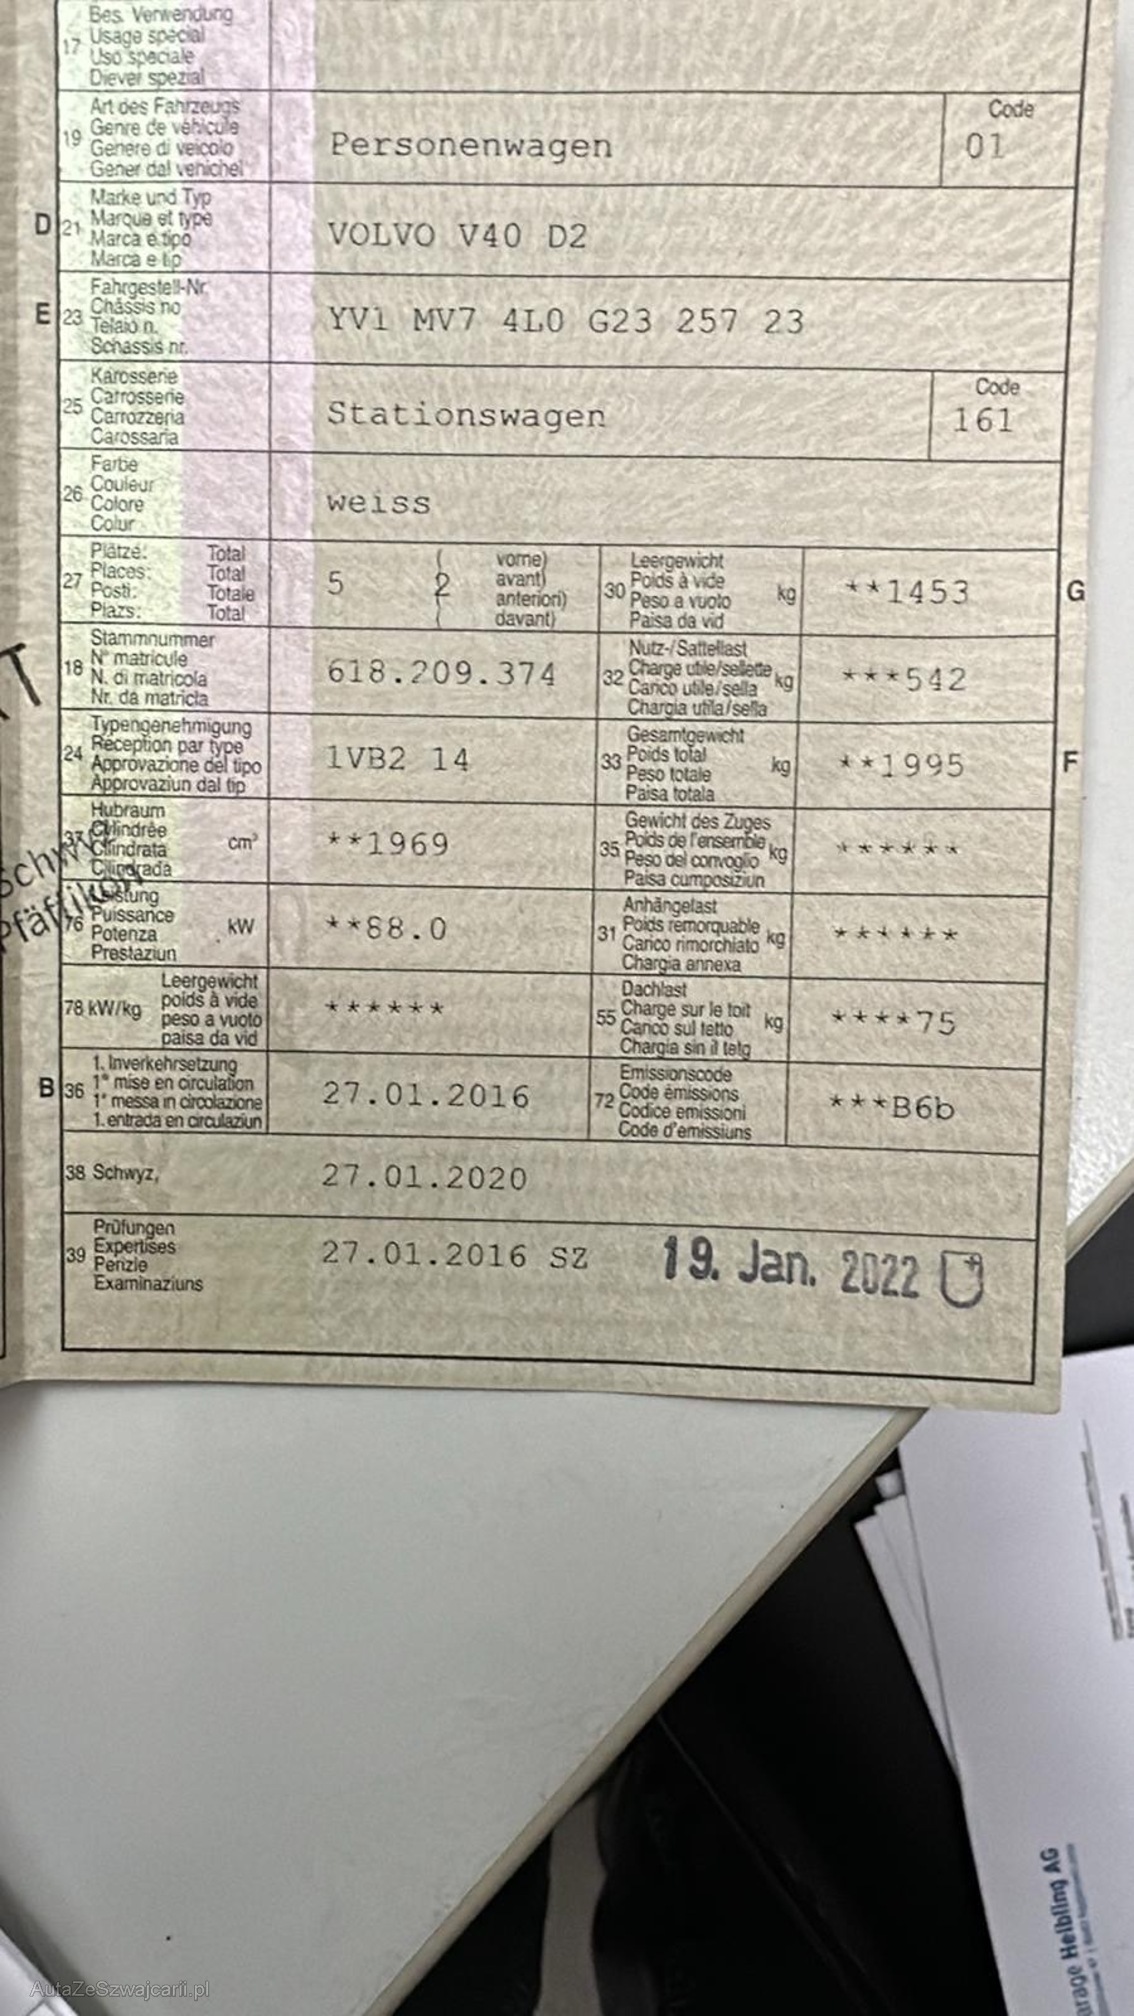 17 Bes. Verwendung
Usage spécial
Uso speciale
Diever spezial
19 Art des Fahrzeugs
Genre de véhicule
Genere di veicolo
Gener dal vehichel
Personenwagen
Code
01
D 21 Marke und Typ
Marque et type
Marca e tipo
Marca e tip
VOLVO V40 D2
E 23 Fahrgestell-Nr.
Châssis no
Telaio n.
Schassis nr.
YV1 MV7 4L0 G23 257 23
25 Karosserie
Carrosserie
Carrozzeria
Carossaria
Stationswagen
Code
161
26 Farbe
Couleur
Colore
Colur
weiss
27 Plätze: Total
Places: Total
Posti: Totale
Plazs: Total
5 ( 2 vorne)
avant)
anteriori)
davant)
30 Leergewicht
Poids à vide
Peso a vuoto
Paisa da vid
kg **1453 G
18 Stammnummer
N° matricule
N. di matricola
Nr. da matricla
618.209.374
32 Nutz-/Sattellast
Charge utile/sellette
Carico utile/sella
Chargia utila/sella
kg ***542
24 Typengenehmigung
Réception par type
Approvazione del tipo
Approvaziun dal tip
1VB2 14
33 Gesamtgewicht
Poids total
Peso totale
Paisa totala
kg **1995 F
37 Hubraum
Cylindrée
Cilindrata
Cilindrada
cm³ **1969
35 Gewicht des Zuges
Poids de l'ensemble
Peso del convoglio
Paisa cumposiziun
kg ******
76 Leistung
Puissance
Potenza
Prestaziun
kW **88.0
31 Anhängelast
Poids remorquable
Carico rimorchiato
Chargia annexa
kg ******
78 kW/kg Leergewicht
poids à vide
peso a vuoto
paisa da vid
******
55 Dachlast
Charge sur le toit
Carico sul tetto
Chargia sin il tetg
kg ****75
B 36 1. Inverkehrsetzung
1re mise en circulation
1a messa in circolazione
1. entrada en circulaziun
27.01.2016
72 Emissionscode
Code émissions
Codice emissioni
Code d'emissiuns
***B6b
38 Schwyz,
27.01.2020
39 Prüfungen
Expertises
Perizie
Examinaziuns
27.01.2016 SZ
19. Jan. 2022
Pfäffikon
arage Helbling AG
AutaZeSzwajcarii.pl